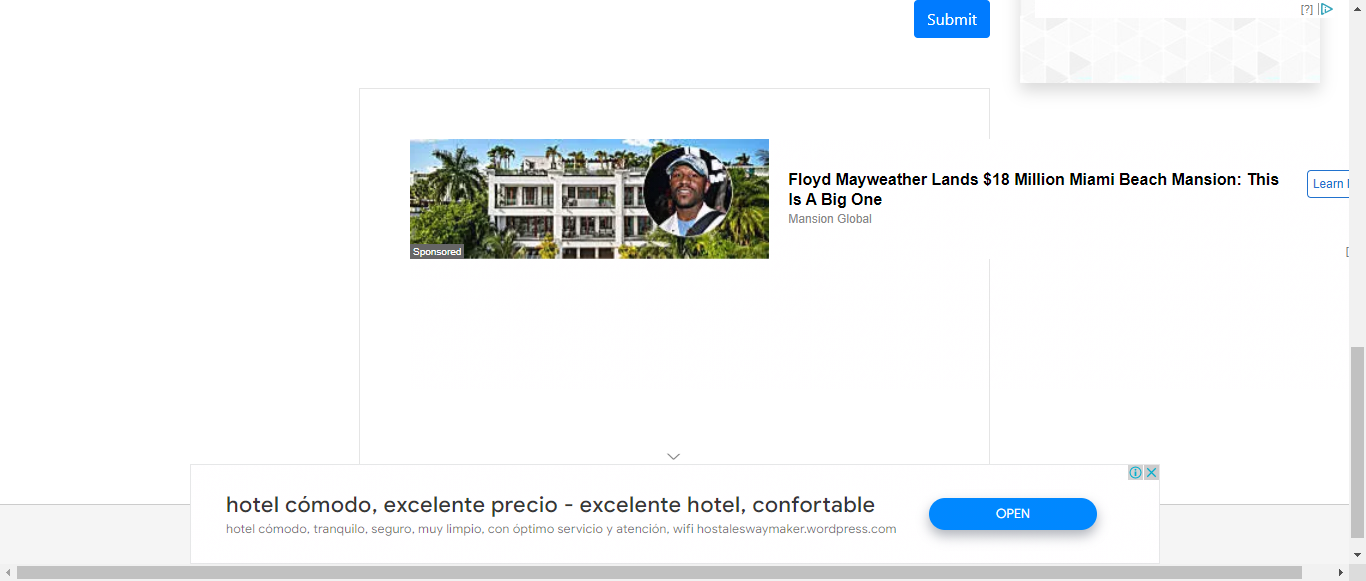 Submit
[?]
Floyd Mayweather Lands $18 Million Miami Beach Mansion: This
Is A Big One
Learn
Mansion Global
Sponsored
hotel cómodo, excelente precio - excelente hotel, confortable
OPEN
hotel cómodo, tranquilo, seguro, muy limpio, con óptimo servicio y atención, wifi hostaleswaymaker.wordpress.com